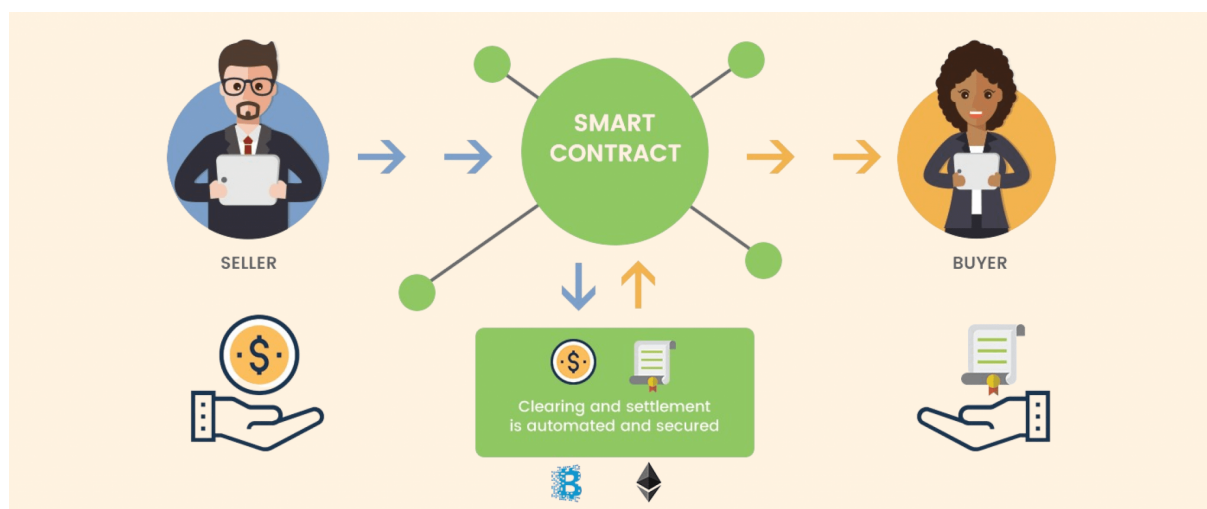 SMART
CONTRACT
SELLER
BUYER
Clearing and settlement
is automated and secured